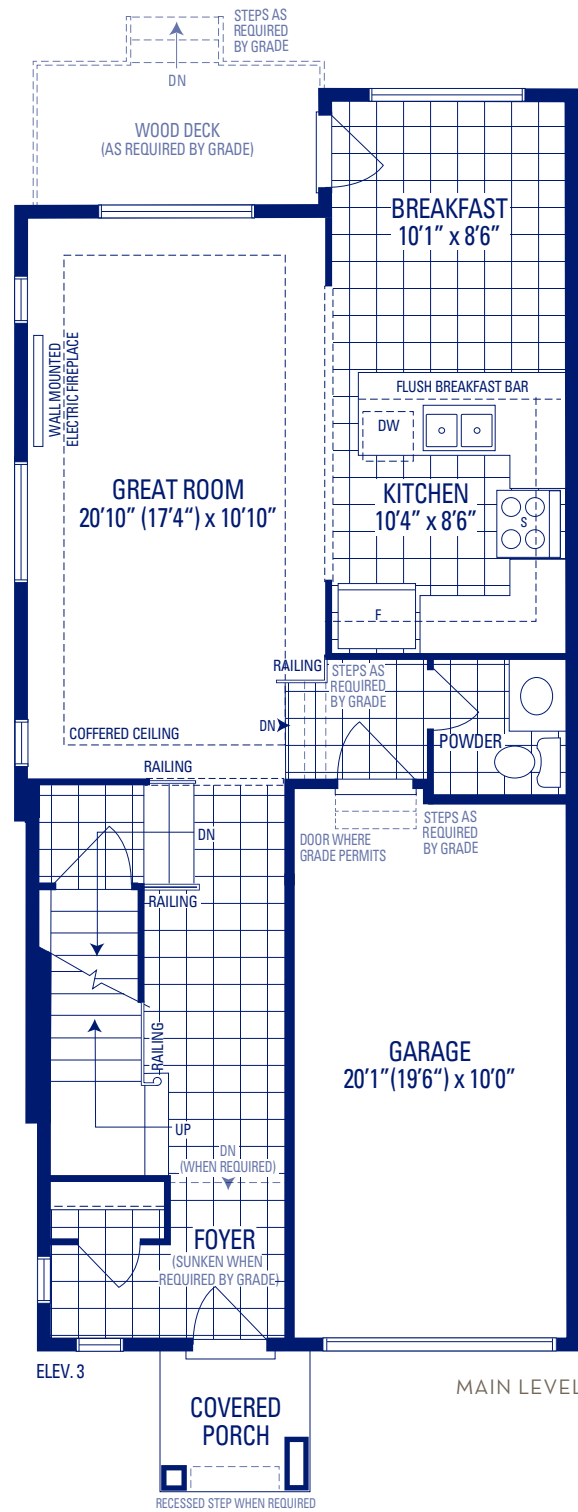 STEPS AS
REQUIRED
BY GRADE
DN
WOOD DECK
(AS REQUIRED BY GRADE)
BREAKFAST
10'1" x 8'6"
WALL MOUNTED
ELECTRIC FIREPLACE
FLUSH BREAKFAST BAR
DW
GREAT ROOM
20'10" (17'4") x 10'10"
KITCHEN
10'4" x 8'6"
S
F
RAILING
STEPS AS
REQUIRED
BY GRADE
COFFERED CEILING
DN
POWDER
RAILING
DN
DOOR WHERE
GRADE PERMITS
STEPS AS
REQUIRED
BY GRADE
RAILING
RAILING
GARAGE
20'1"(19'6") x 10'0"
UP
DN
(WHEN REQUIRED)
FOYER
(SUNKEN WHEN
REQUIRED BY GRADE)
ELEV. 3
MAIN LEVEL
COVERED
PORCH
RECESSED STEP WHEN REQUIRED